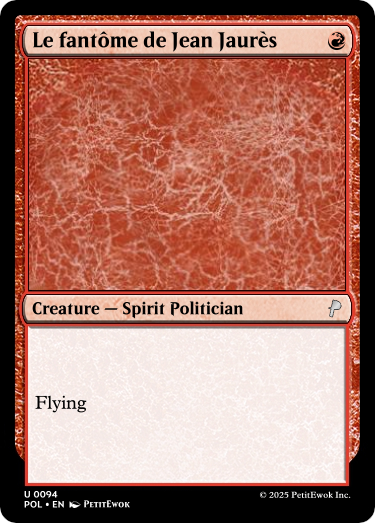 Le fantôme de Jean Jaurès
Creature — Spirit Politician
Flying
U 0094
POL • EN PetitEwok
© 2025 PetitEwok Inc.